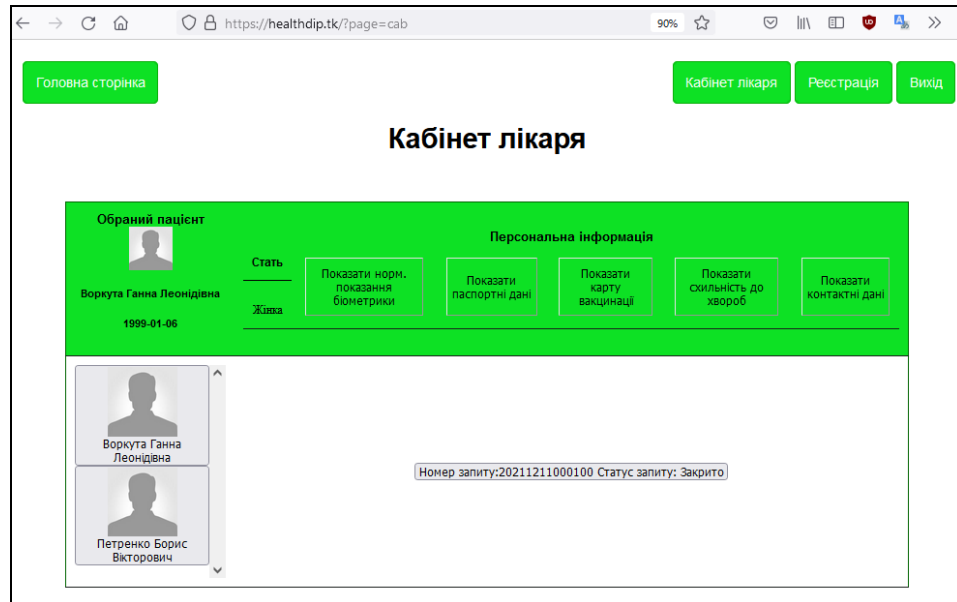 https://healthdip.tk/?page=cab
90%
Головна сторінка
Кабінет лікаря
Реєстрація
Вихід
Кабінет лікаря
Обраний пацієнт
Воркута Ганна Леонідівна
1999-01-06
Персональна інформація
Стать
Жінка
Показати норм.
показання
біометрики
Показати
паспортні дані
Показати
карту
вакцинації
Показати
схильність до
хвороб
Показати
контактні дані
Воркута Ганна
Леонідівна
Петренко Борис
Вікторович
Номер запиту:20211211000100 Статус запиту: Закрито